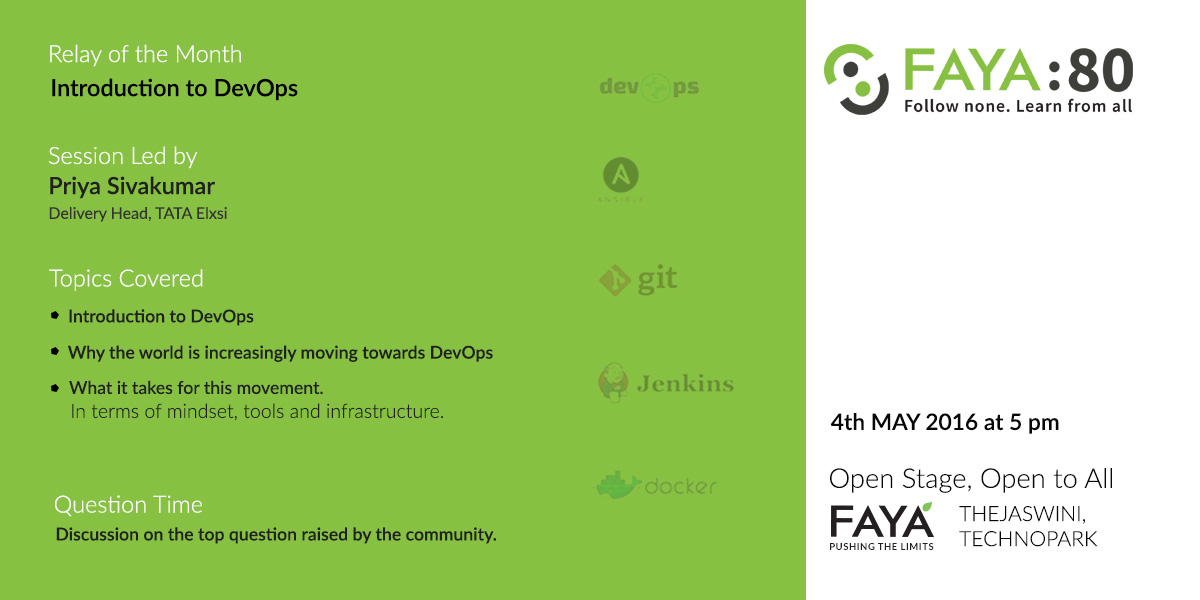 Relay of the Month
Introduction to DevOps
Session Led by
Priya Sivakumar
Delivery Head, TATA Elxsi
Topics Covered
Introduction to DevOps
Why the world is increasingly moving towards DevOps
What it takes for this movement.
In terms of mindset, tools and infrastructure.
Question Time
Discussion on the top question raised by the community.
devops
ANSIBLE
git
Jenkins
docker
FAYA:80
Follow none. Learn from all
4th MAY 2016 at 5 pm
Open Stage, Open to All
FAYA
PUSHING THE LIMITS
THEJASWINI,
TECHNOPARK